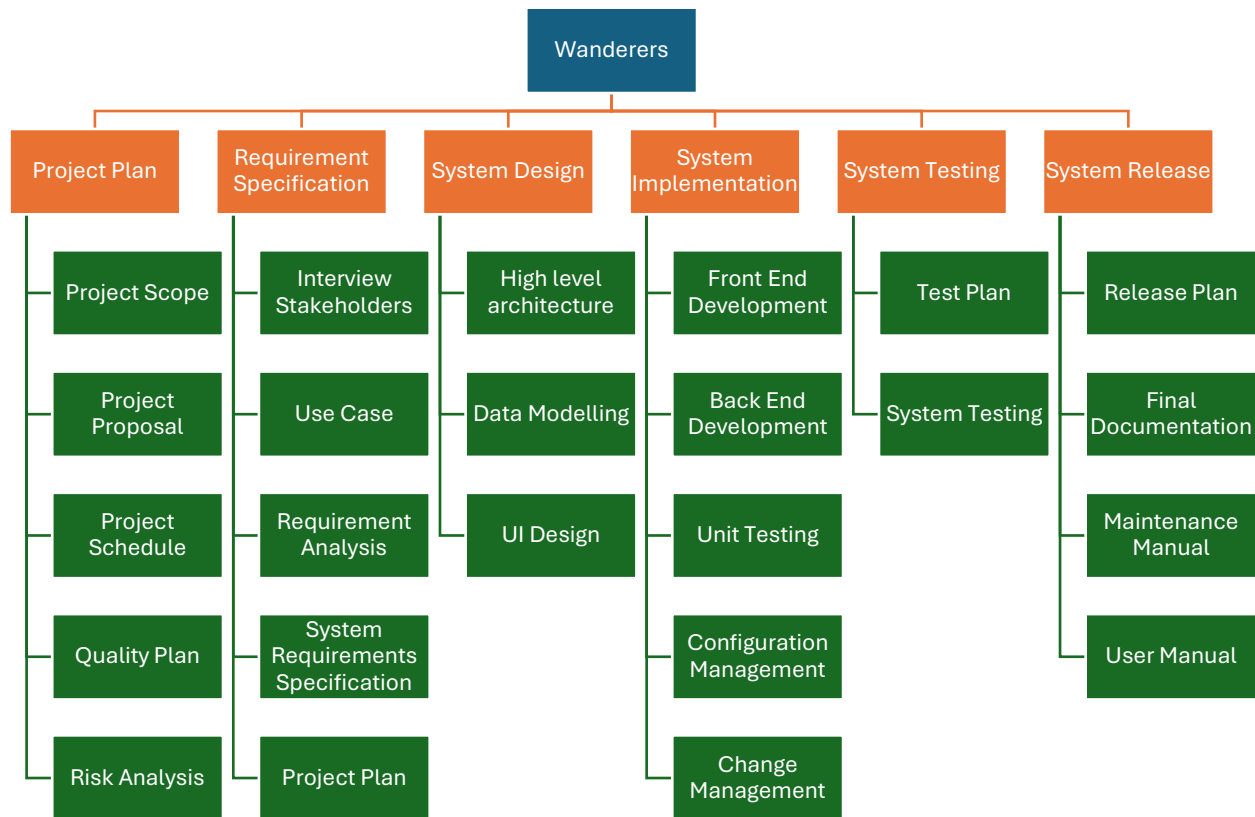 Wanderers
Project Plan
Requirement
Specification
System Design
System
Implementation
System Testing
System Release
Project Scope
Interview
Stakeholders
High level
architecture
Front End
Development
Test Plan
Release Plan
Project
Proposal
Use Case
Data Modelling
Back End
Development
System Testing
Final
Documentation
Project
Schedule
Requirement
Analysis
UI Design
Unit Testing
Maintenance
Manual
Quality Plan
System
Requirements
Specification
Configuration
Management
User Manual
Risk Analysis
Project Plan
Change
Management